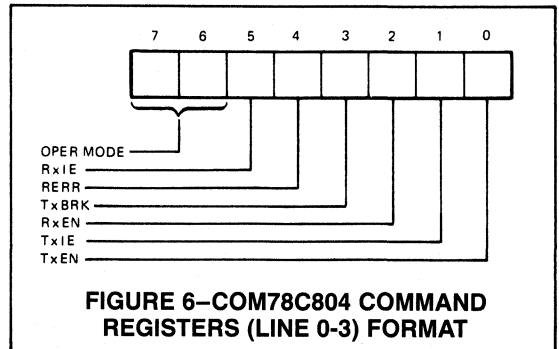 7 6 5 4 3 2 1 0
OPER MODE
RxIE
RERR
TxBRK
RxEN
TxIE
TxEN
FIGURE 6–COM78C804 COMMAND
REGISTERS (LINE 0-3) FORMAT